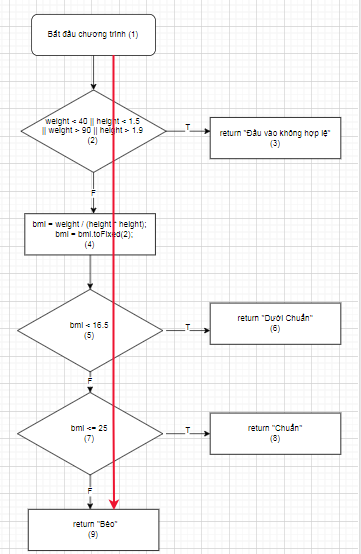 Bắt đầu chương trình (1)
weight < 40 || height < 1.5
|| weight > 90 || height > 1.9
(2)
T
return "Đầu vào không hợp lệ"
(3)
F
bmi = weight / (height * height);
bmi = bmi.toFixed(2);
(4)
bmi < 16.5
(5)
T
return "Dưới Chuẩn"
(6)
F
bmi <= 25
(7)
T
return "Chuẩn"
(8)
F
return "Béo"
(9)